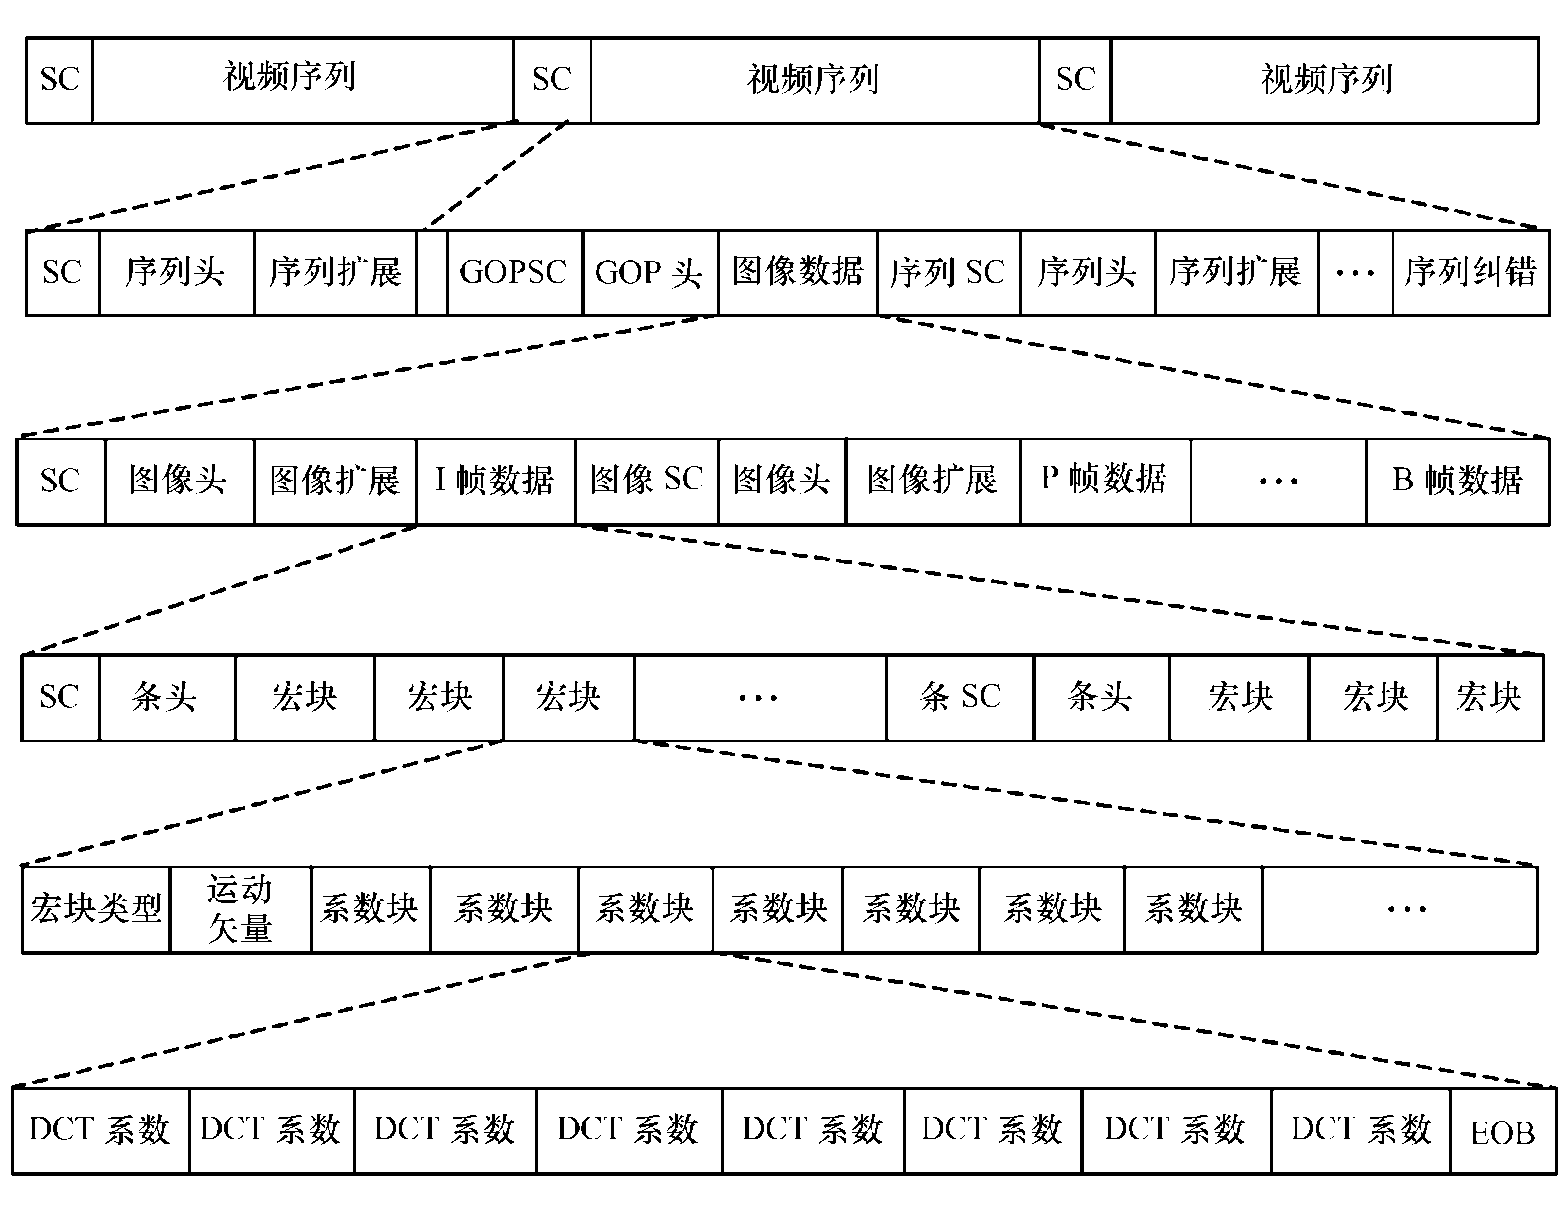 SC 视频序列 SC 视频序列 SC 视频序列
SC 序列头 序列扩展 GOPSC GOP 头 图像数据 序列 SC 序列头 序列扩展 … 序列纠错
SC 图像头 图像扩展 I 帧数据 图像 SC 图像头 图像扩展 P 帧数据 … B 帧数据
SC 条头 宏块 宏块 宏块 … 条 SC 条头 宏块 宏块 宏块
宏块类型 运动 系数块 系数块 系数块 系数块 系数块 系数块 系数块 …
矢量
DCT 系数 DCT 系数 DCT 系数 DCT 系数 DCT 系数 DCT 系数 DCT 系数 DCT 系数 EOB